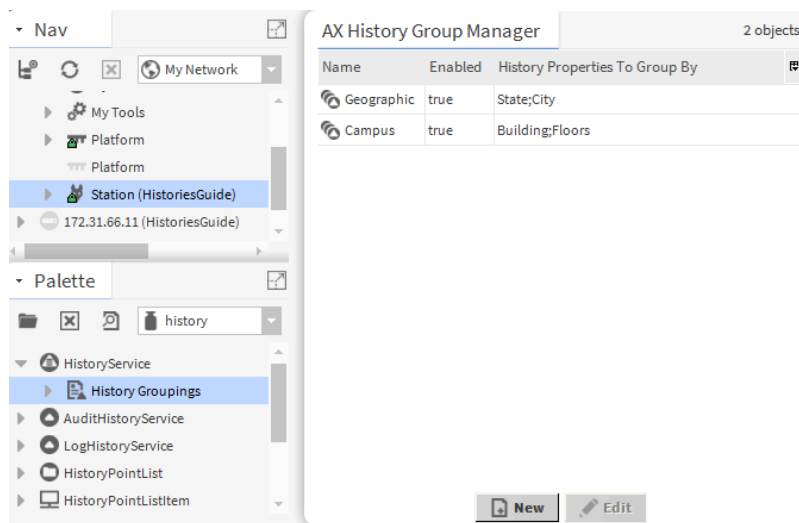 Nav
My Network
My Tools
Platform
Platform
Station (HistoriesGuide)
172.31.66.11 (HistoriesGuide)
Palette
history
HistoryService
History Groupings
AuditHistoryService
LogHistoryService
HistoryPointList
HistoryPointListItem
AX History Group Manager 2 objects
Name Enabled History Properties To Group By
Geographic true State;City
Campus true Building;Floors
New Edit